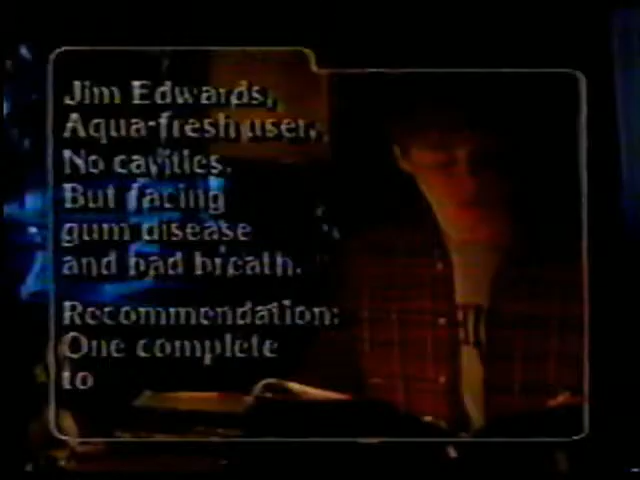 Jim Edwards,
Aqua-fresh user.
No cavities.
But facing
gum disease
and bad breath.
Recommendation:
One complete
to